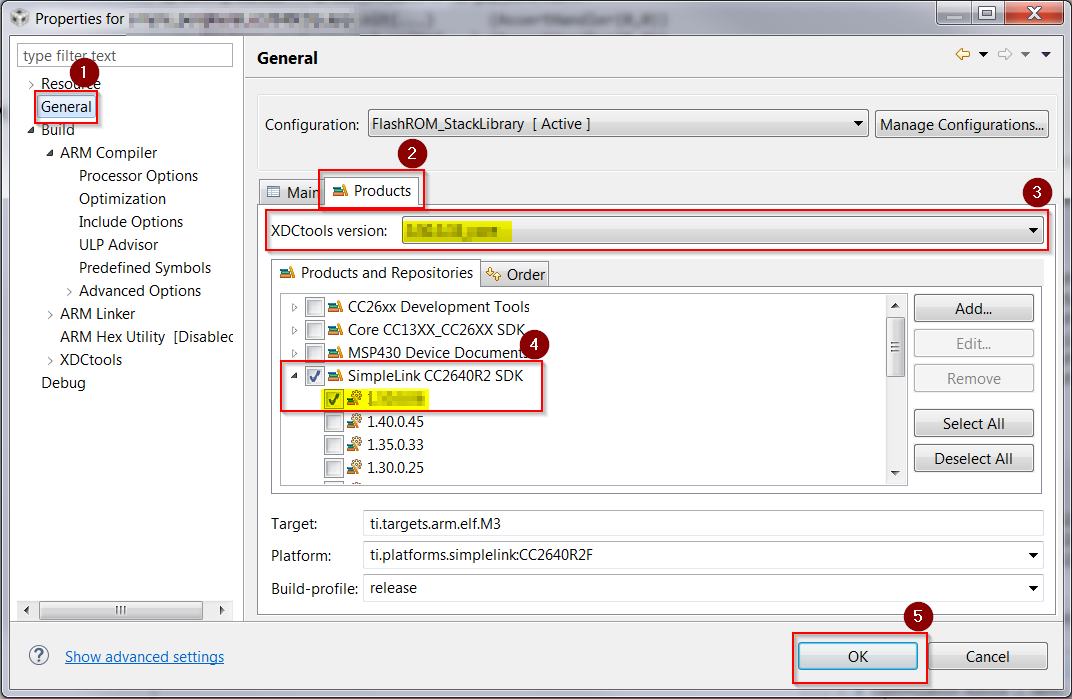 Properties for
type filter text
1
Resource
General
Build
ARM Compiler
Processor Options
Optimization
Include Options
ULP Advisor
Predefined Symbols
Advanced Options
ARM Linker
ARM Hex Utility [Disablec
XDCtools
Debug
General
Configuration: FlashROM_StackLibrary [ Active ] Manage Configurations...
2
Main Products
3
XDCtools version:
Products and Repositories Order
CC26xx Development Tools
Core CC13XX_CC26XX SDK
MSP430 Device Document
4
SimpleLink CC2640R2 SDK
1.40.0.45
1.35.0.33
1.30.0.25
Add...
Edit...
Remove
Select All
Deselect All
Target: ti.targets.arm.elf.M3
Platform: ti.platforms.simplelink:CC2640R2F
Build-profile: release
5
? Show advanced settings
OK Cancel